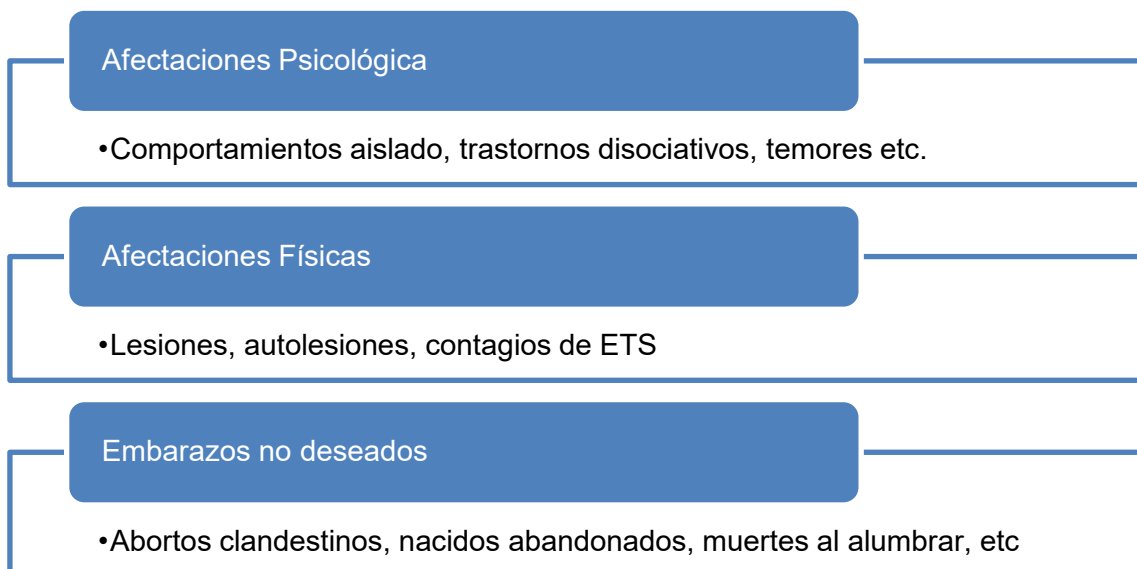 Afectaciones Psicológica
•Comportamientos aislado, trastornos disociativos, temores etc.
Afectaciones Físicas
•Lesiones, autolesiones, contagios de ETS
Embarazos no deseados
•Abortos clandestinos, nacidos abandonados, muertes al alumbrar, etc